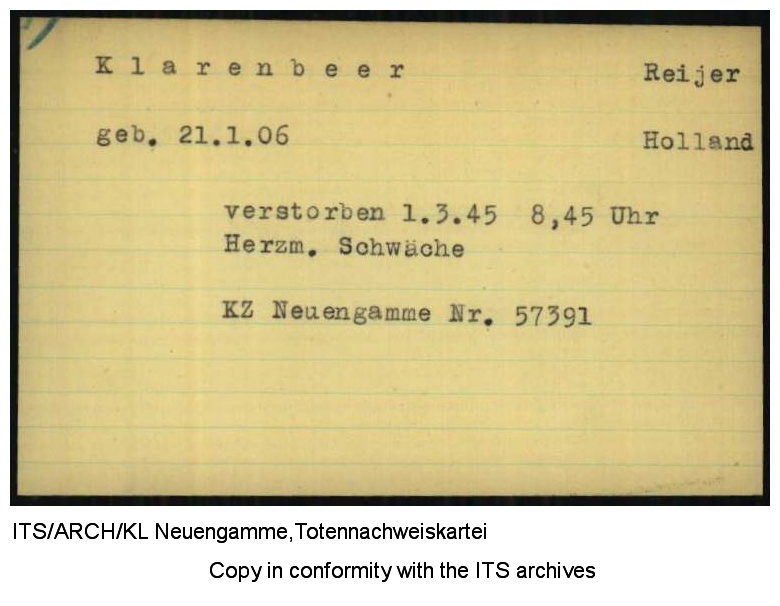 K l a r e n b e e r Reijer
geb. 21.1.06 Holland
verstorben 1.3.45 8,45 Uhr
Herzm. Schwäche
KZ Neuengamme Nr. 57391
ITS/ARCH/KL Neuengamme,Totennachweiskartei
Copy in conformity with the ITS archives